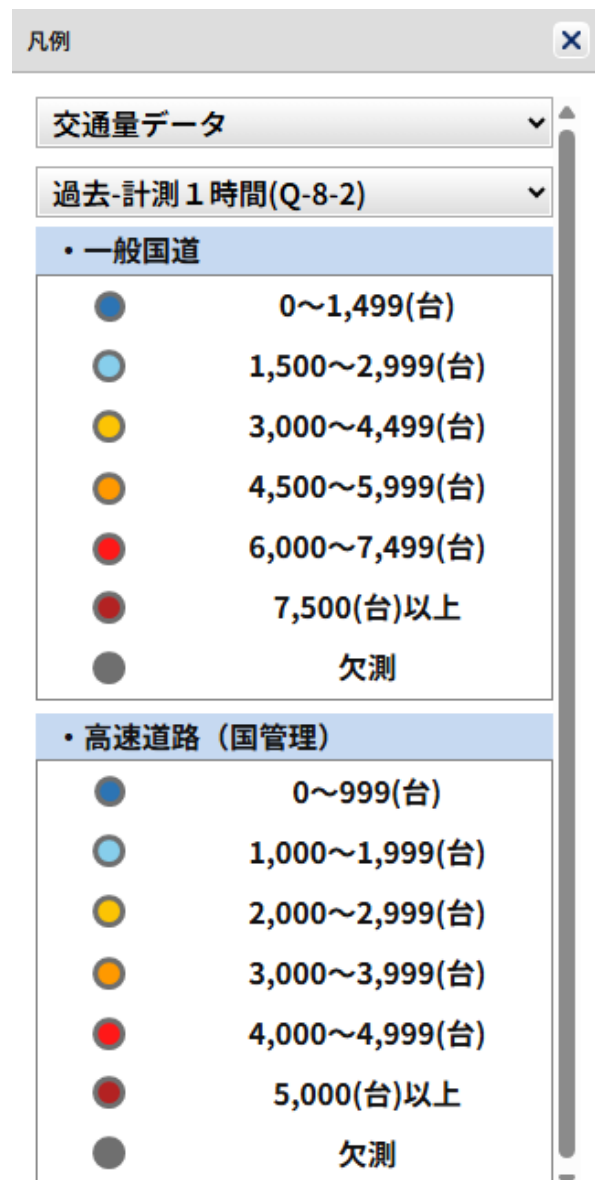 凡例
交通量データ
過去-計測１時間(Q-8-2)
・一般国道
0～1,499(台)
1,500～2,999(台)
3,000～4,499(台)
4,500～5,999(台)
6,000～7,499(台)
7,500(台)以上
欠測
・高速道路（国管理）
0～999(台)
1,000～1,999(台)
2,000～2,999(台)
3,000～3,999(台)
4,000～4,999(台)
5,000(台)以上
欠測